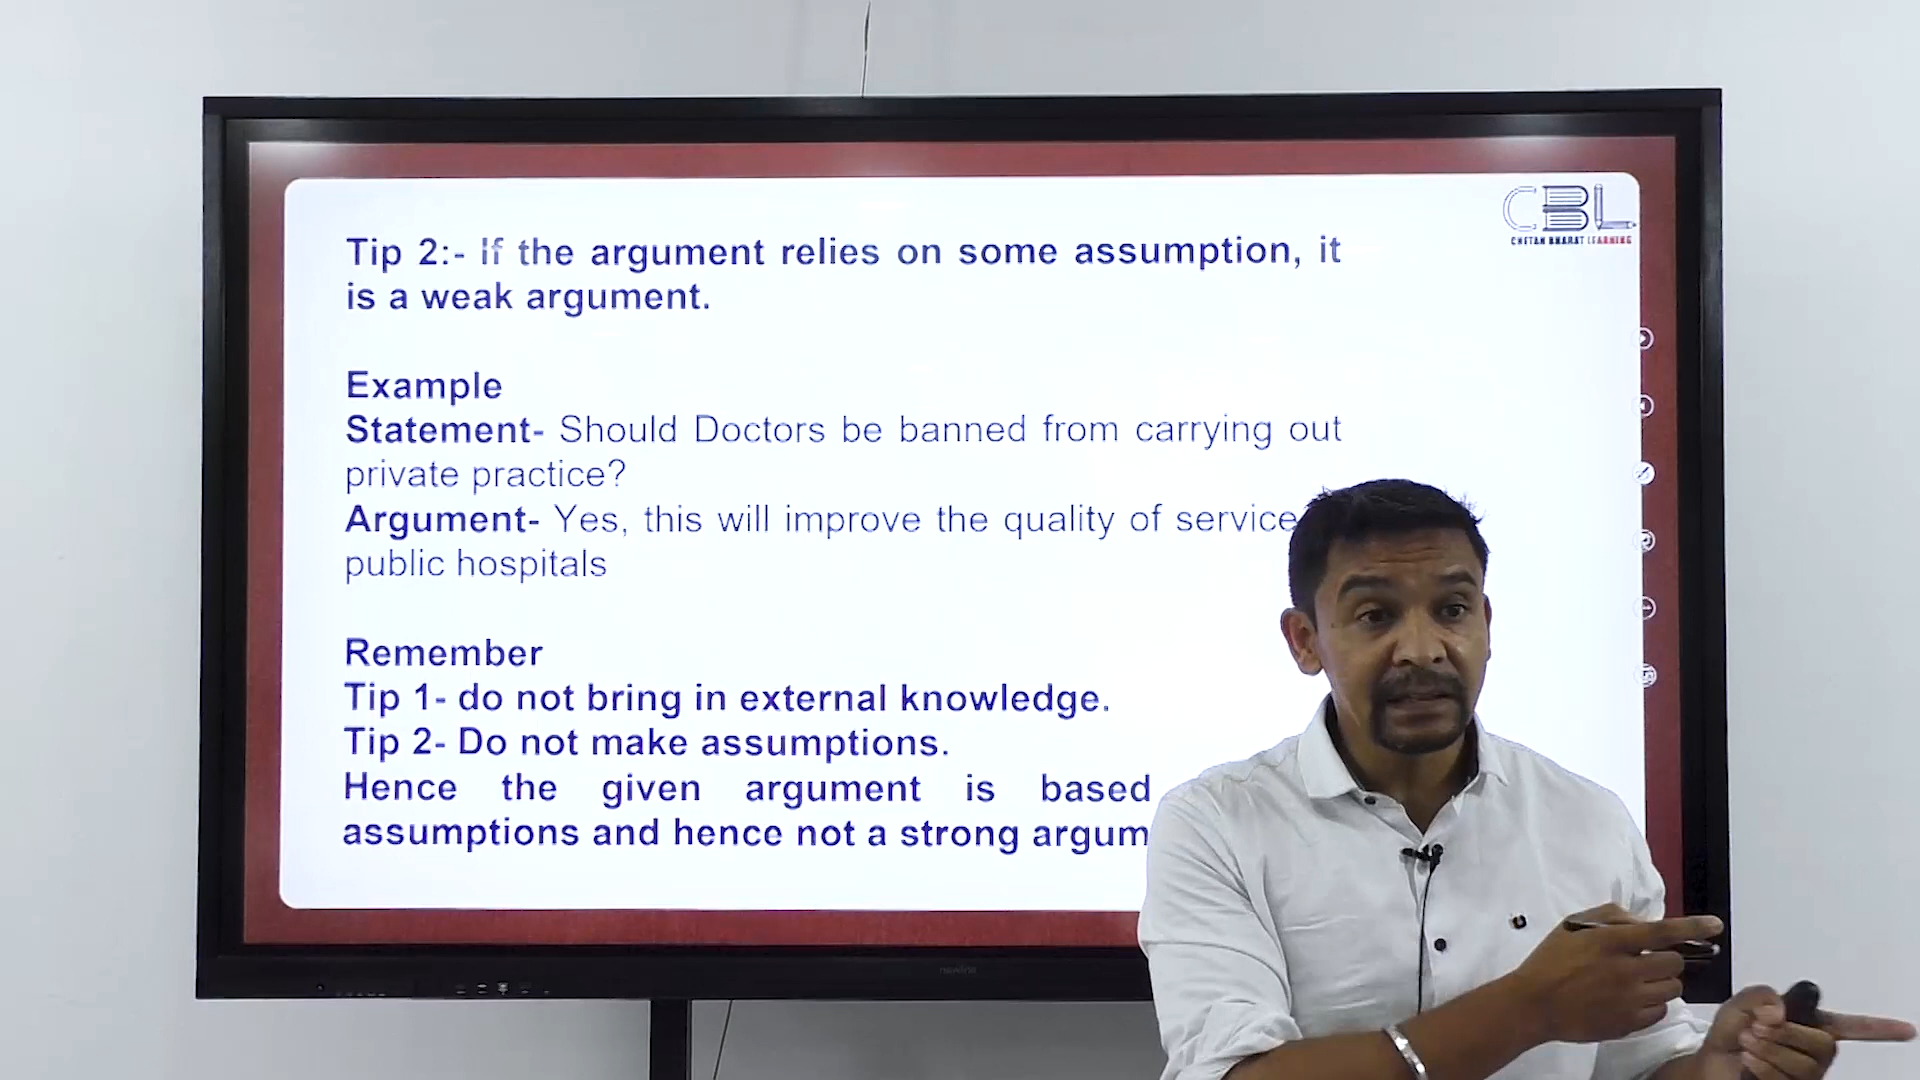 CBL
CHETAN BHARAT LEARNING
Tip 2:- If the argument relies on some assumption, it
is a weak argument.
Example
Statement- Should Doctors be banned from carrying out
private practice?
Argument- Yes, this will improve the quality of service
public hospitals
Remember
Tip 1- do not bring in external knowledge.
Tip 2- Do not make assumptions.
Hence the given argument is based
assumptions and hence not a strong argum
newline